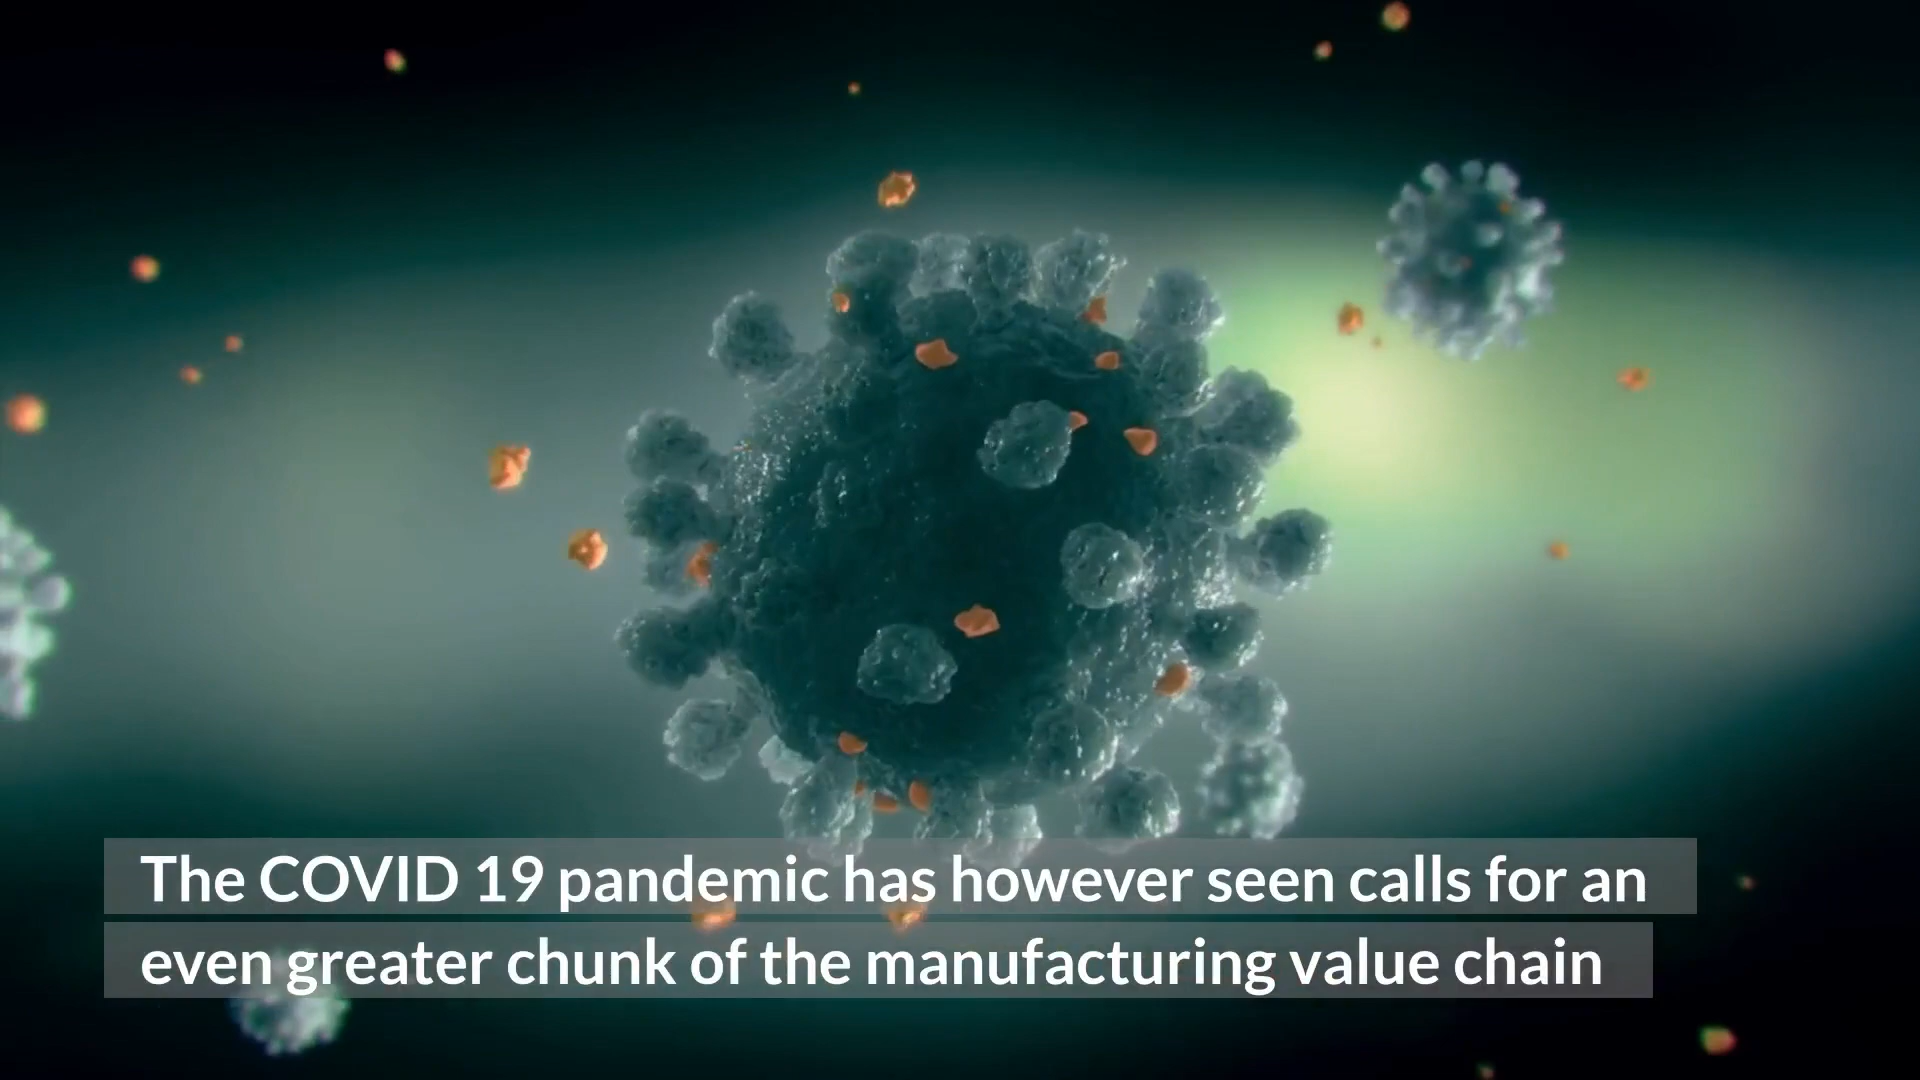 The COVID 19 pandemic has however seen calls for an
even greater chunk of the manufacturing value chain